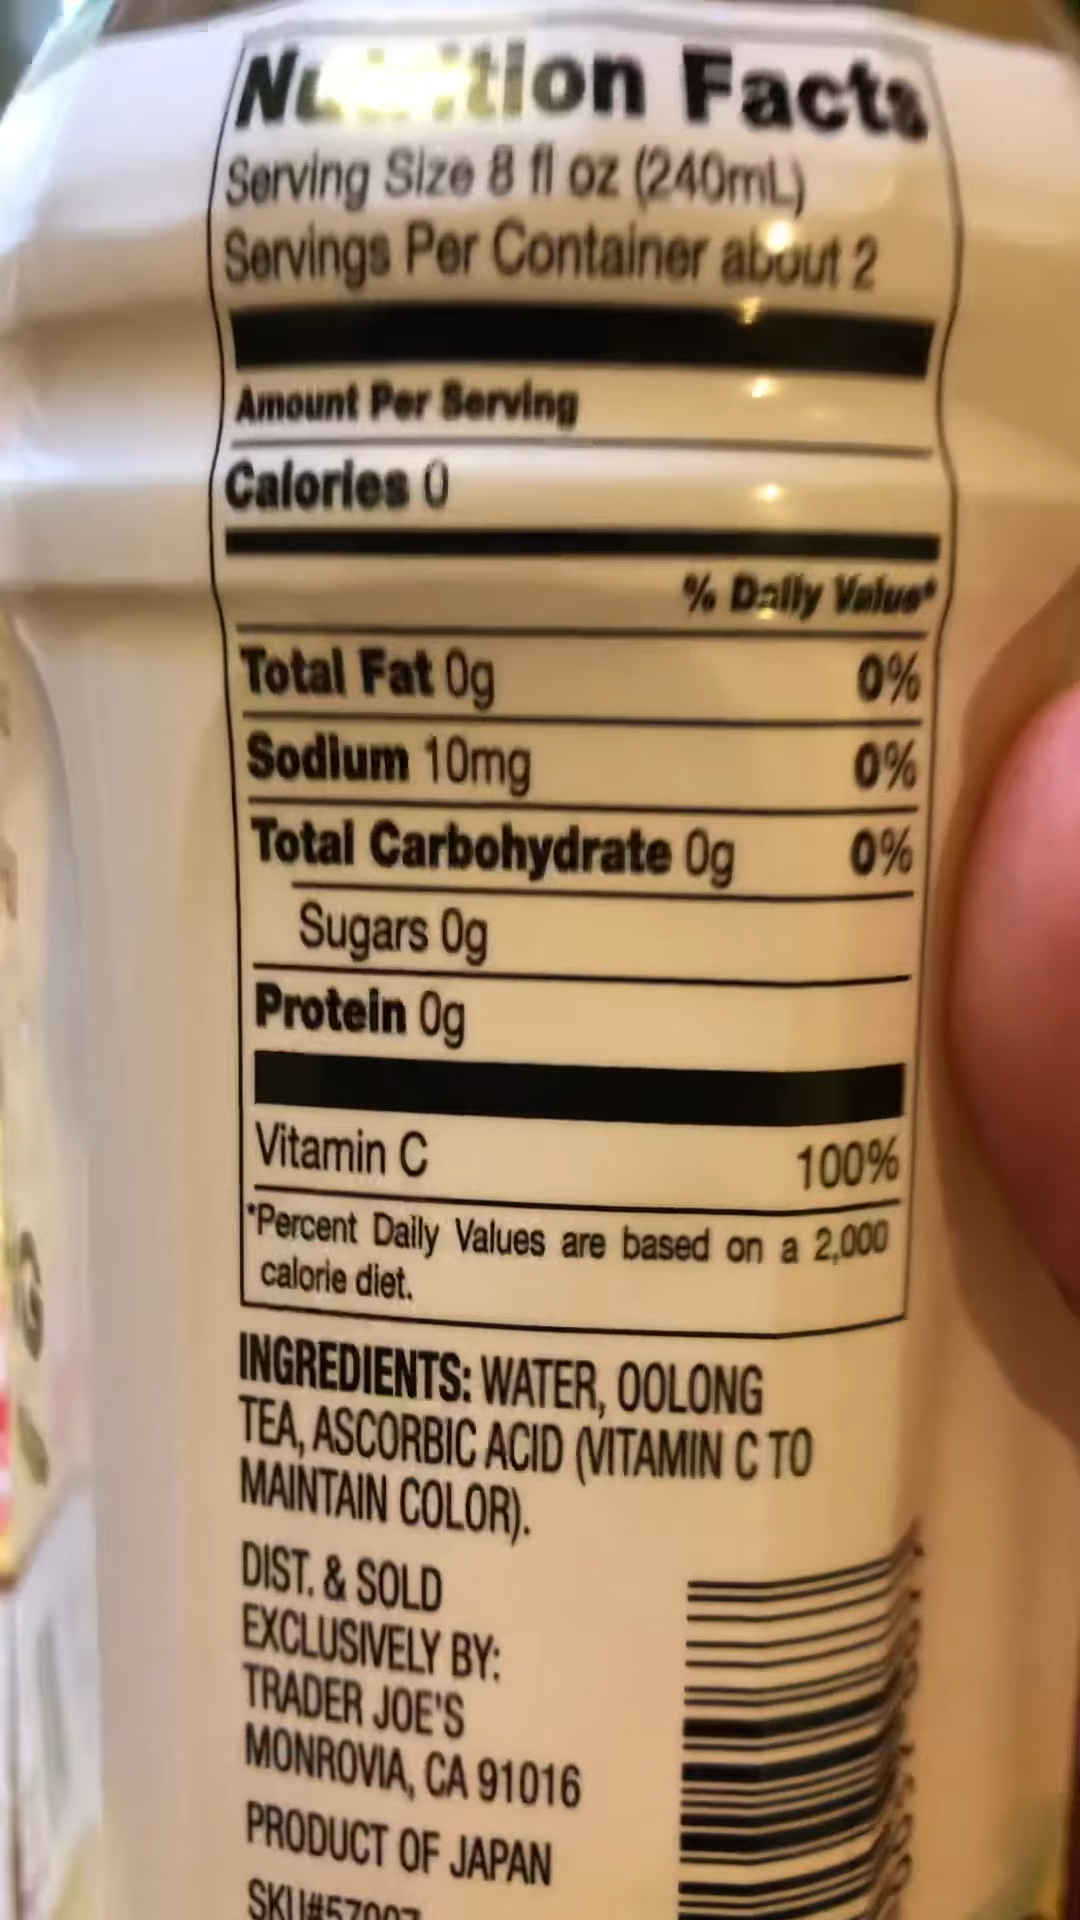 Nutrition Facts
Serving Size 8 fl oz (240mL)
Servings Per Container about 2
Amount Per Serving
Calories 0
% Daily Value*
Total Fat 0g 0%
Sodium 10mg 0%
Total Carbohydrate 0g 0%
Sugars 0g
Protein 0g
Vitamin C 100%
*Percent Daily Values are based on a 2,000
calorie diet.
INGREDIENTS: WATER, OOLONG
TEA, ASCORBIC ACID (VITAMIN C TO
MAINTAIN COLOR).
DIST. & SOLD
EXCLUSIVELY BY:
TRADER JOE'S
MONROVIA, CA 91016
PRODUCT OF JAPAN